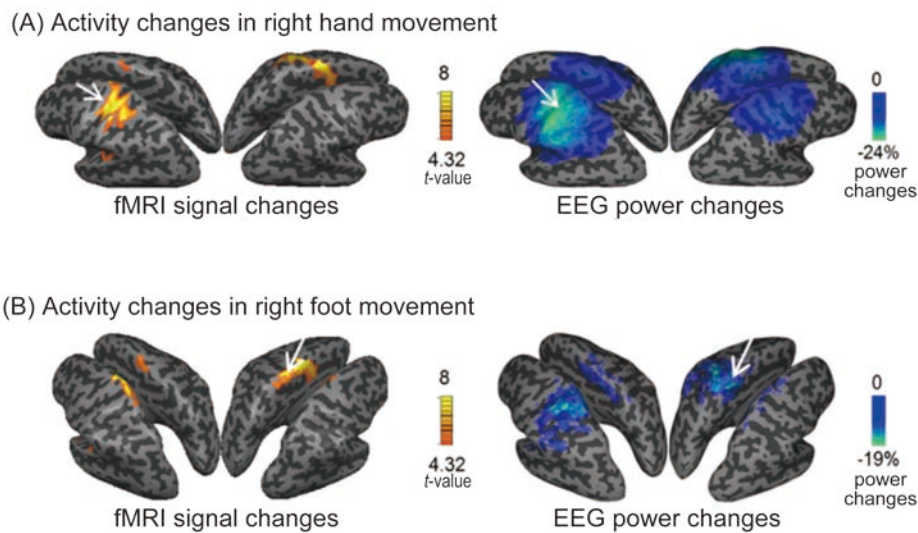 (A) Activity changes in right hand movement
8
4.32
t-value
fMRI signal changes
0
-24%
power
changes
EEG power changes
(B) Activity changes in right foot movement
8
4.32
t-value
fMRI signal changes
0
-19%
power
changes
EEG power changes